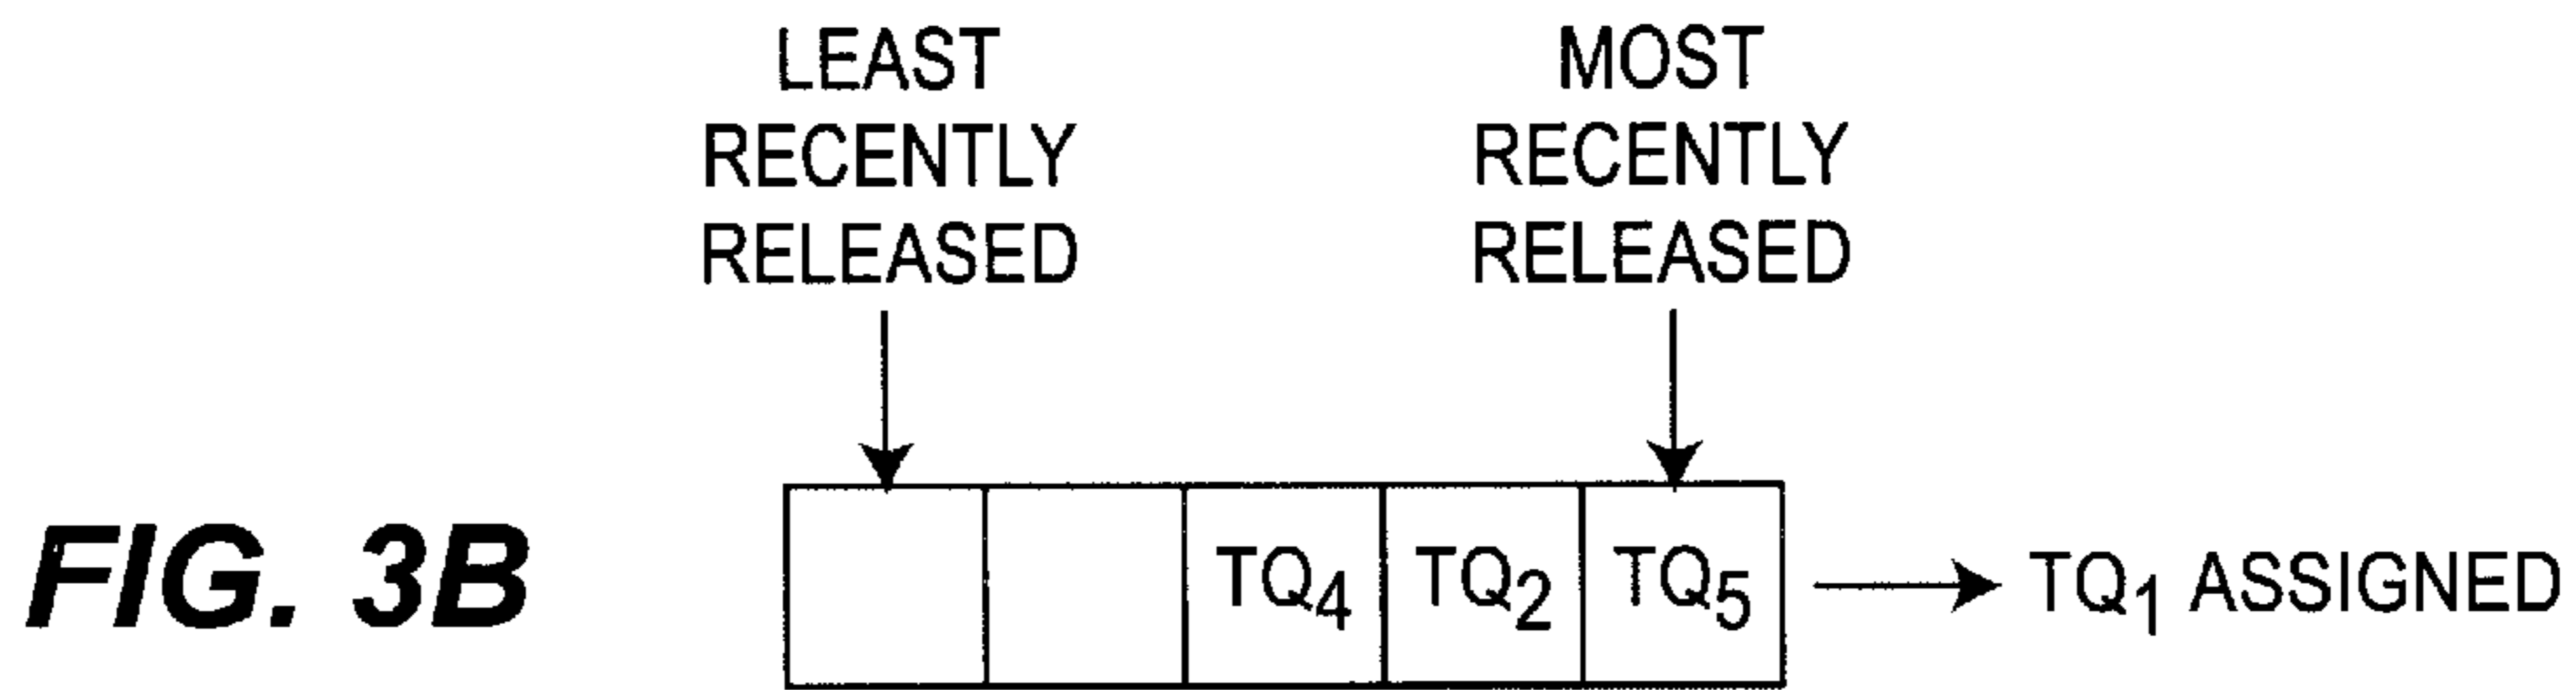 LEAST
RECENTLY
RELEASED
MOST
RECENTLY
RELEASED
FIG. 3B
TQ4 TQ2 TQ5
TQ1 ASSIGNED